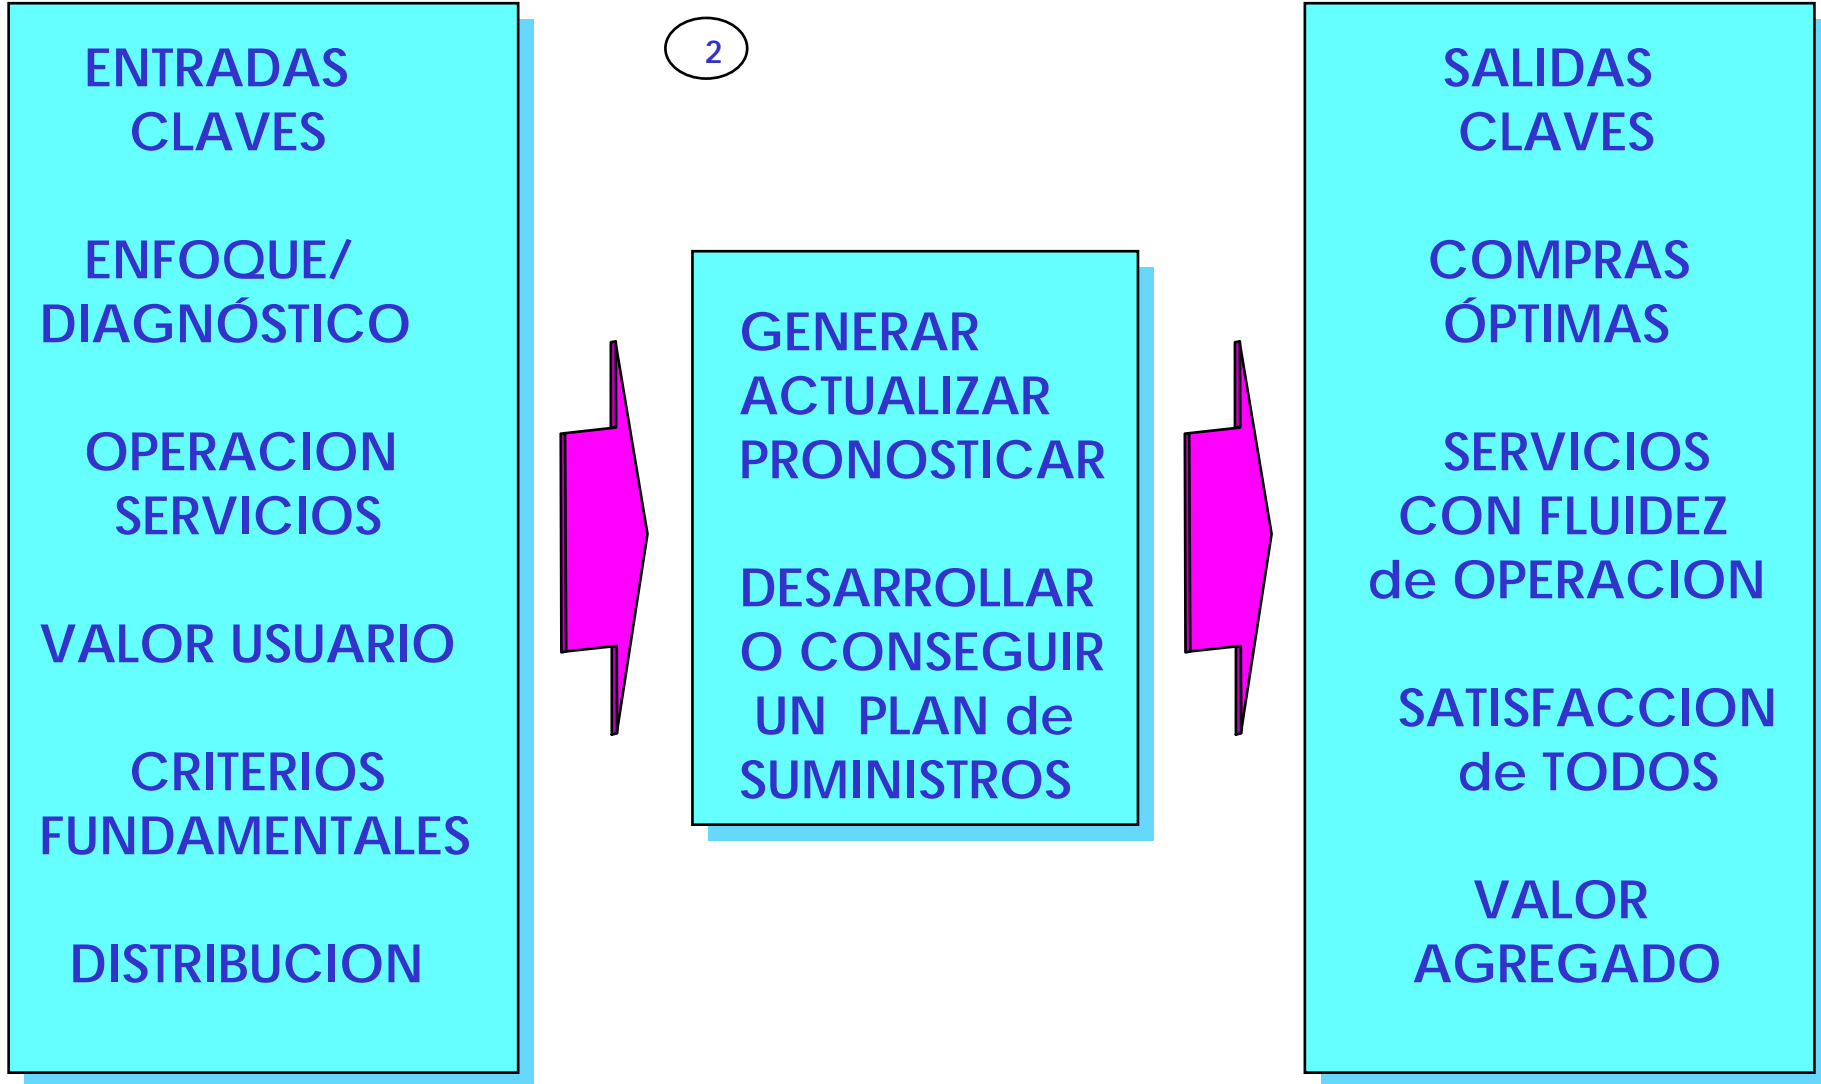 ENTRADAS
CLAVES
ENFOQUE/
DIAGNÓSTICO
OPERACION
SERVICIOS
VALOR USUARIO
CRITERIOS
FUNDAMENTALES
DISTRIBUCION
2
GENERAR
ACTUALIZAR
PRONOSTICAR
DESARROLLAR
O CONSEGUIR
UN PLAN de
SUMINISTROS
SALIDAS
CLAVES
COMPRAS
ÓPTIMAS
SERVICIOS
CON FLUIDEZ
de OPERACION
SATISFACCION
de TODOS
VALOR
AGREGADO